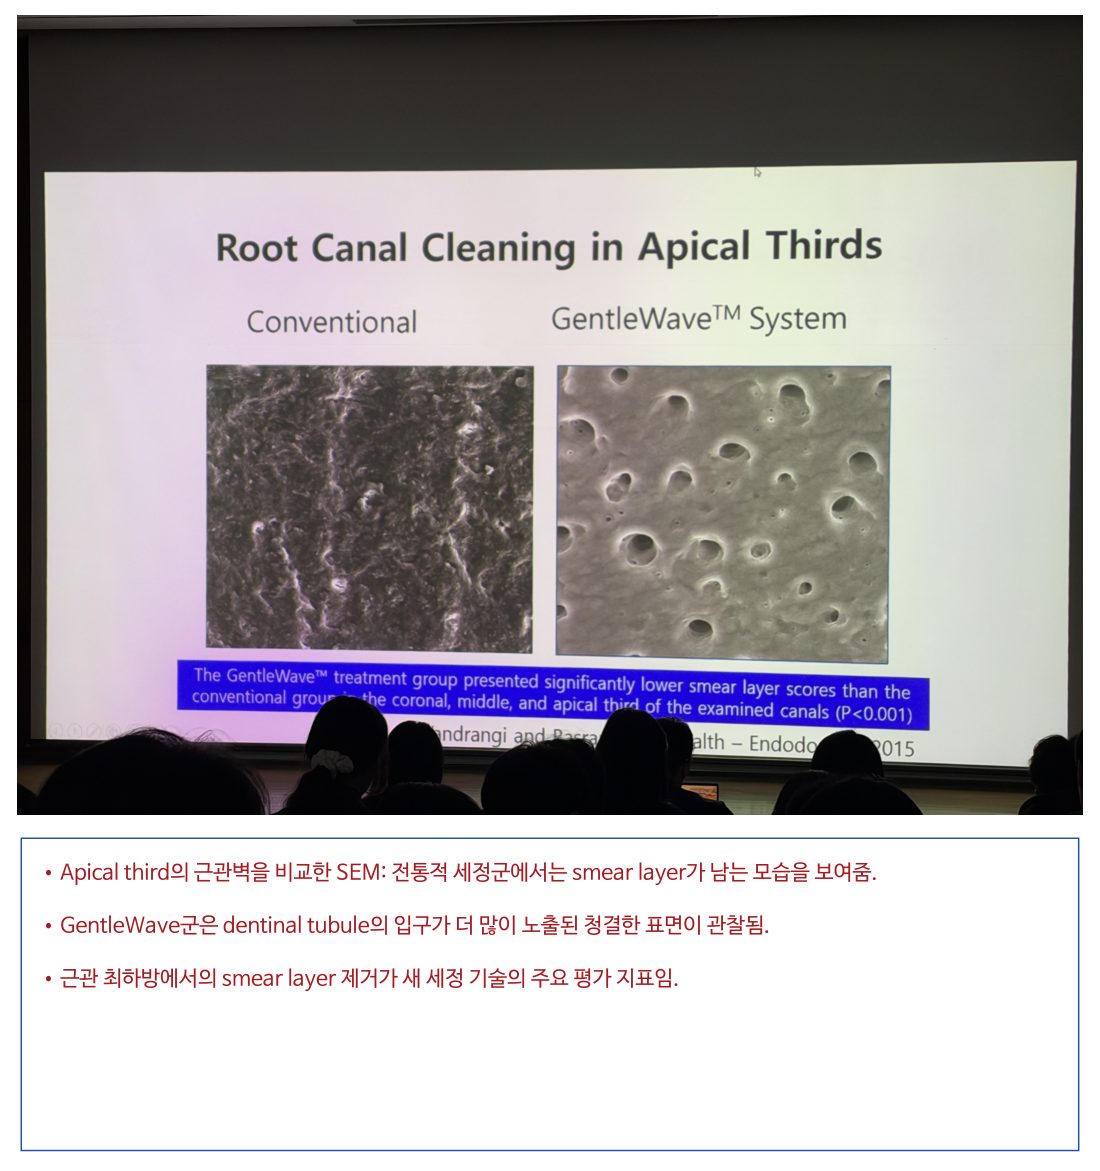 Root Canal Cleaning in Apical Thirds
Conventional
GentleWave™ System
The GentleWave™ treatment group presented significantly lower smear layer scores than the
conventional group in the coronal, middle, and apical third of the examined canals (P<0.001)
andrangi and Basra alth – Endodo 2015
• Apical third의 근관벽을 비교한 SEM: 전통적 세정군에서는 smear layer가 남는 모습을 보여줌.
• GentleWave군은 dentinal tubule의 입구가 더 많이 노출된 청결한 표면이 관찰됨.
• 근관 최하방에서의 smear layer 제거가 새 세정 기술의 주요 평가 지표임.